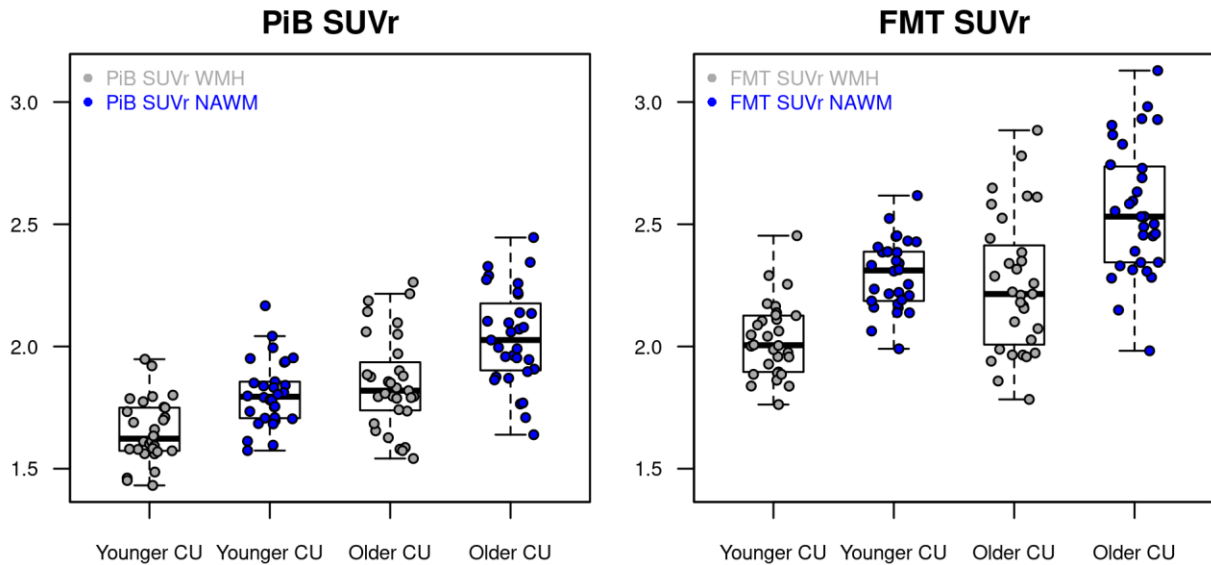 PiB SUVr
PiB SUVr WMH
PiB SUVr NAWM
3.0
2.5
2.0
1.5
Younger CU Younger CU Older CU Older CU
FMT SUVr
FMT SUVr WMH
FMT SUVr NAWM
3.0
2.5
2.0
1.5
Younger CU Younger CU Older CU Older CU